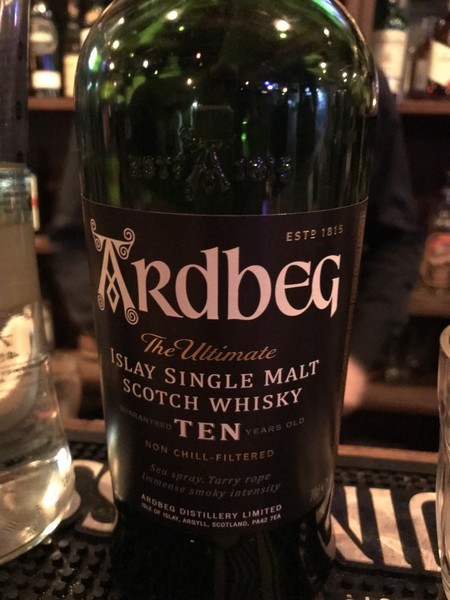 ESTD 1815
ARdbEG
The Ultimate
ISLAY SINGLE MALT
SCOTCH WHISKY
GUARANTEED TEN YEARS OLD
NON CHILL-FILTERED
Sea spray. Tarry rope
immense smoky intensity
ARDBEG DISTILLERY LIMITED
ISLE OF ISLAY, ARGYLL, SCOTLAND, PA42 7EA